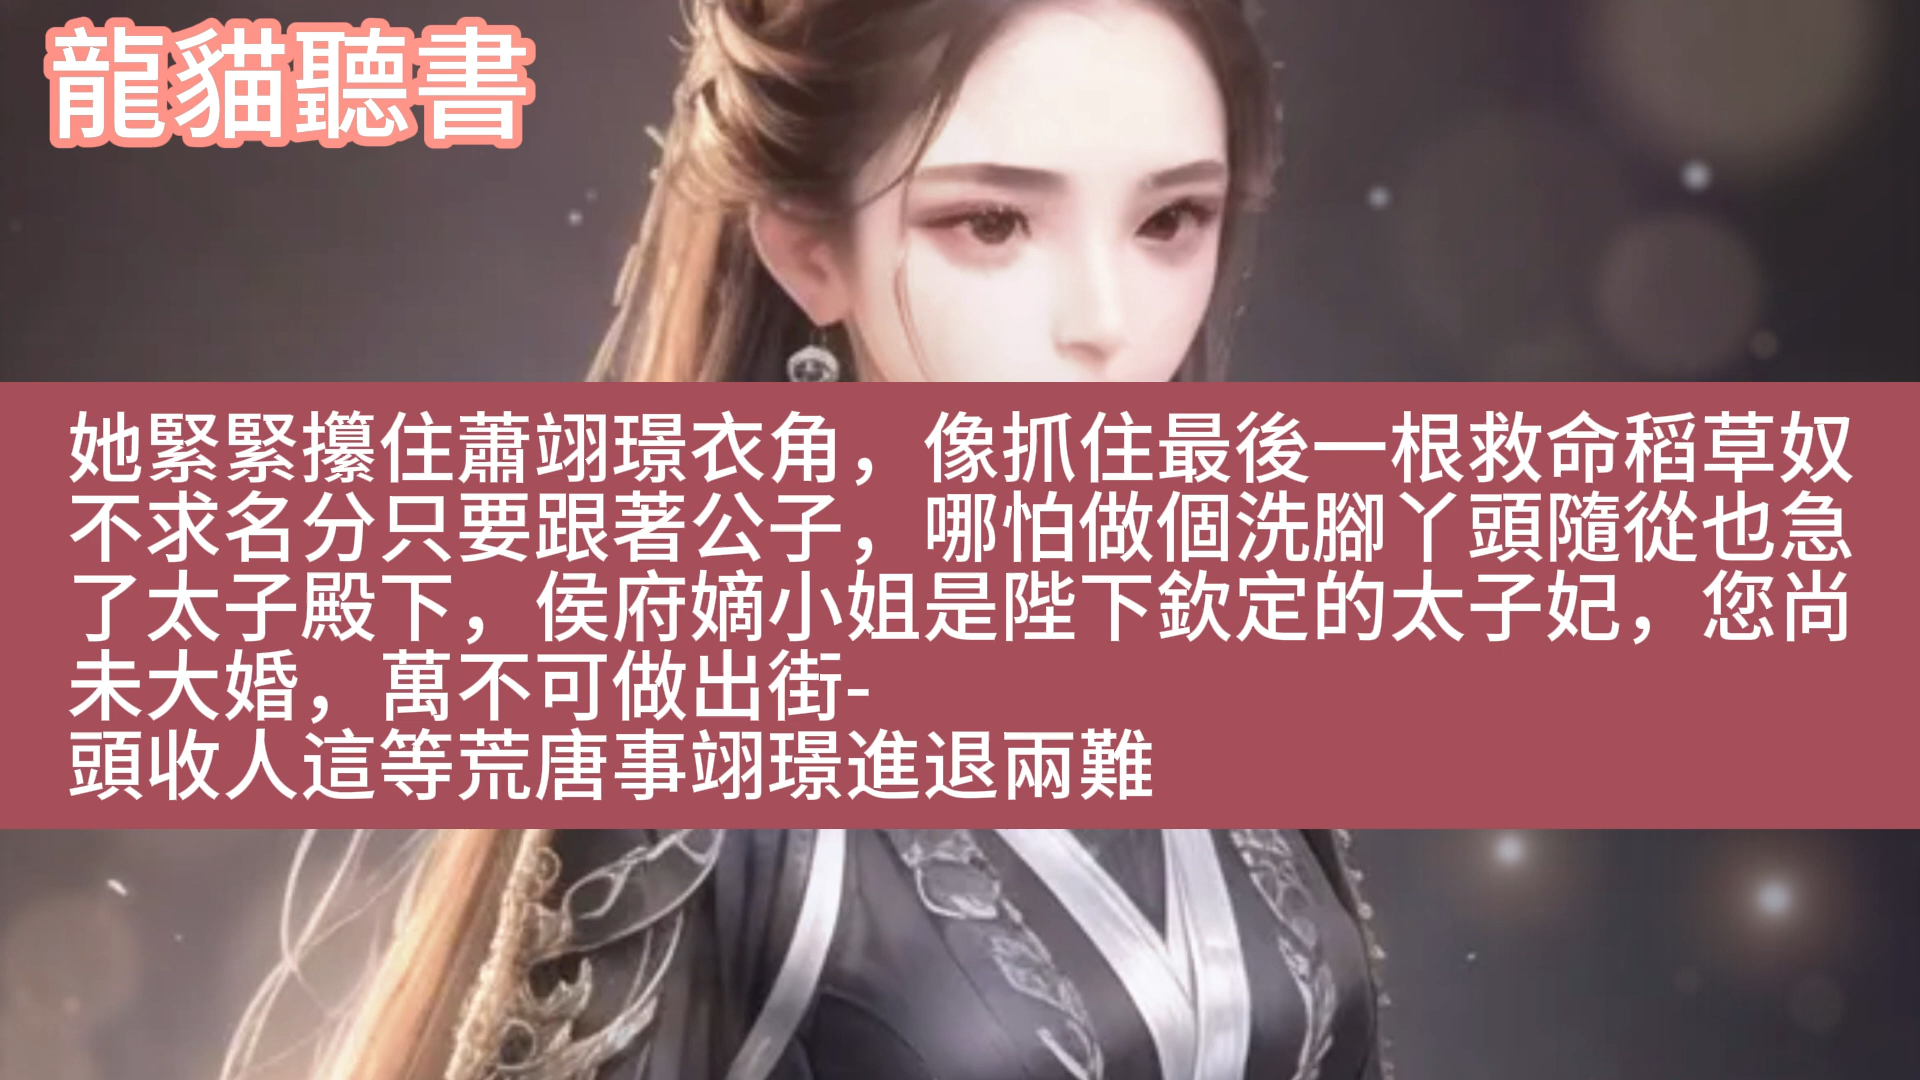 龍貓聽書
她緊緊攥住蕭翊璟衣角，像抓住最後一根救命稻草奴
不求名分只要跟著公子，哪怕做個洗腳丫頭隨從也急
了太子殿下，侯府嫡小姐是陛下欽定的太子妃，您尚
未大婚，萬不可做出街-
頭收人這等荒唐事翊璟進退兩難